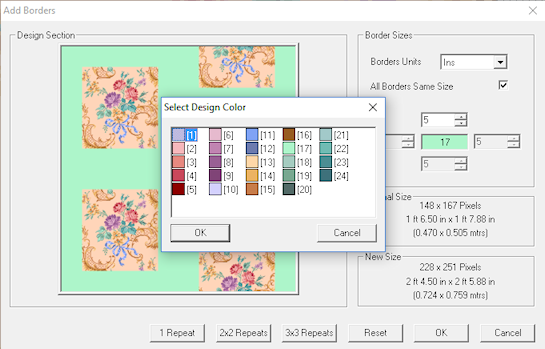 Add Borders
Design Section
Border Sizes
Borders Units
Ins
All Borders Same Size
5
17
5
5
Select Design Color
[1] [6] [11] [16] [21]
[2] [7] [12] [17] [22]
[3] [8] [13] [18] [23]
[4] [9] [14] [19] [24]
[5] [10] [15] [20]
OK
Cancel
Size
148 x 167 Pixels
1 ft 6.50 in x 1 ft 7.88 in
(0.470 x 0.505 mtrs)
New Size
228 x 251 Pixels
2 ft 4.50 in x 2 ft 5.88 in
(0.724 x 0.759 mtrs)
1 Repeat
2x2 Repeats
3x3 Repeats
Reset
OK
Cancel